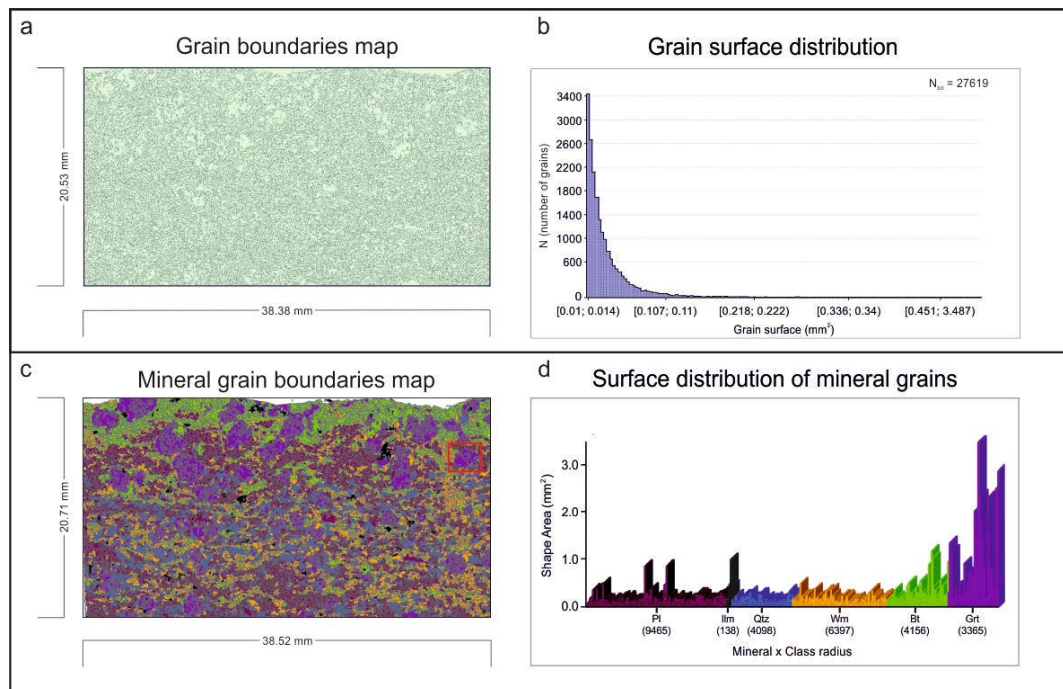 a
Grain boundaries map
20.53 mm
38.38 mm
b
Grain surface distribution
Ntot = 27619
N (number of grains)
3400
3000
2600
2200
1800
1400
1000
600
0
[0.01; 0.014)
[0.107; 0.11)
[0.218; 0.222)
[0.336; 0.34)
[0.451; 3.487)
Grain surface (mm²)
c
Mineral grain boundaries map
20.71 mm
38.52 mm
d
Surface distribution of mineral grains
Shape Area (mm²)
3.0
2.0
1.0
0.0
Pl
(9465)
Ilm
(138)
Qtz
(4098)
Wm
(6397)
Bt
(4156)
Grt
(3365)
Mineral x Class radius